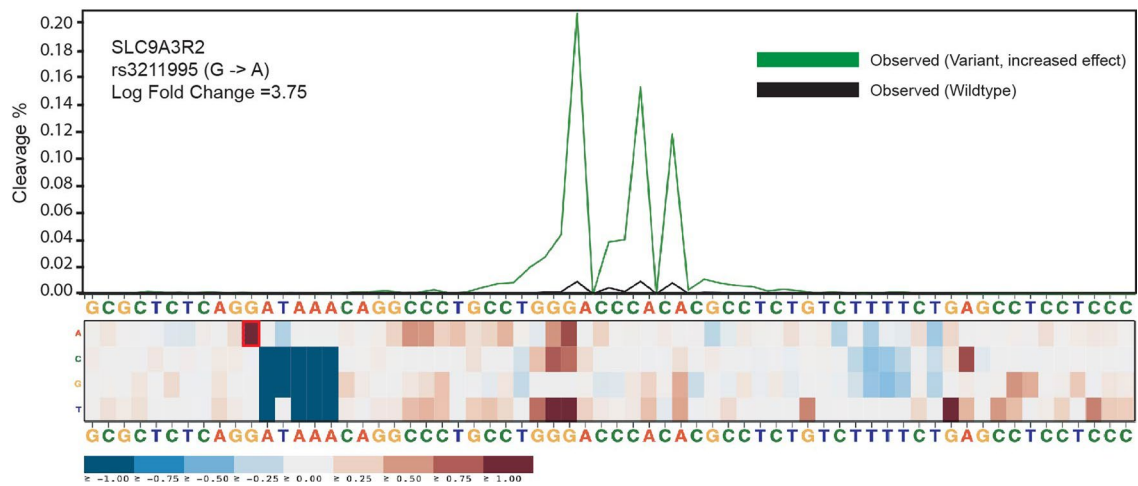 SLC9A3R2
rs3211995 (G -> A)
Log Fold Change =3.75
Observed (Variant, increased effect)
Observed (Wildtype)
Cleavage %
0.20
0.18
0.16
0.14
0.12
0.10
0.08
0.06
0.04
0.02
0.00
GCGCTCTCAGGATAAACAGGCCCTGCCTGGGACCCACACGCCTCTGTCTTTTCTGAGCCTCCTCCC
A
C
G
T
GCGCTCTCAGGATAAACAGGCCCTGCCTGGGACCCACACGCCTCTGTCTTTTCTGAGCCTCCTCCC
≥ -1.00 ≥ -0.75 ≥ -0.50 ≥ -0.25 ≥ 0.00 ≥ 0.25 ≥ 0.50 ≥ 0.75 ≥ 1.00